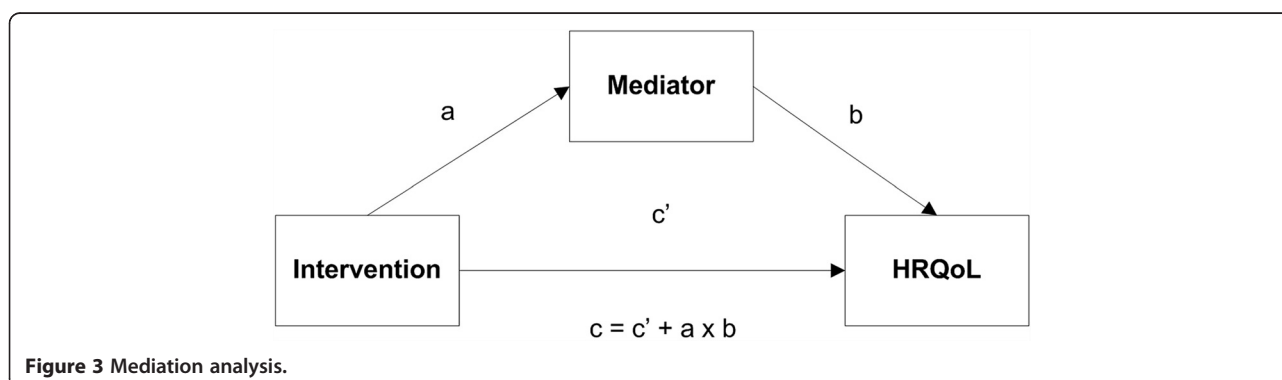 Mediator
a
b
c'
Intervention
HRQoL
c = c' + a x b
Figure 3 Mediation analysis.